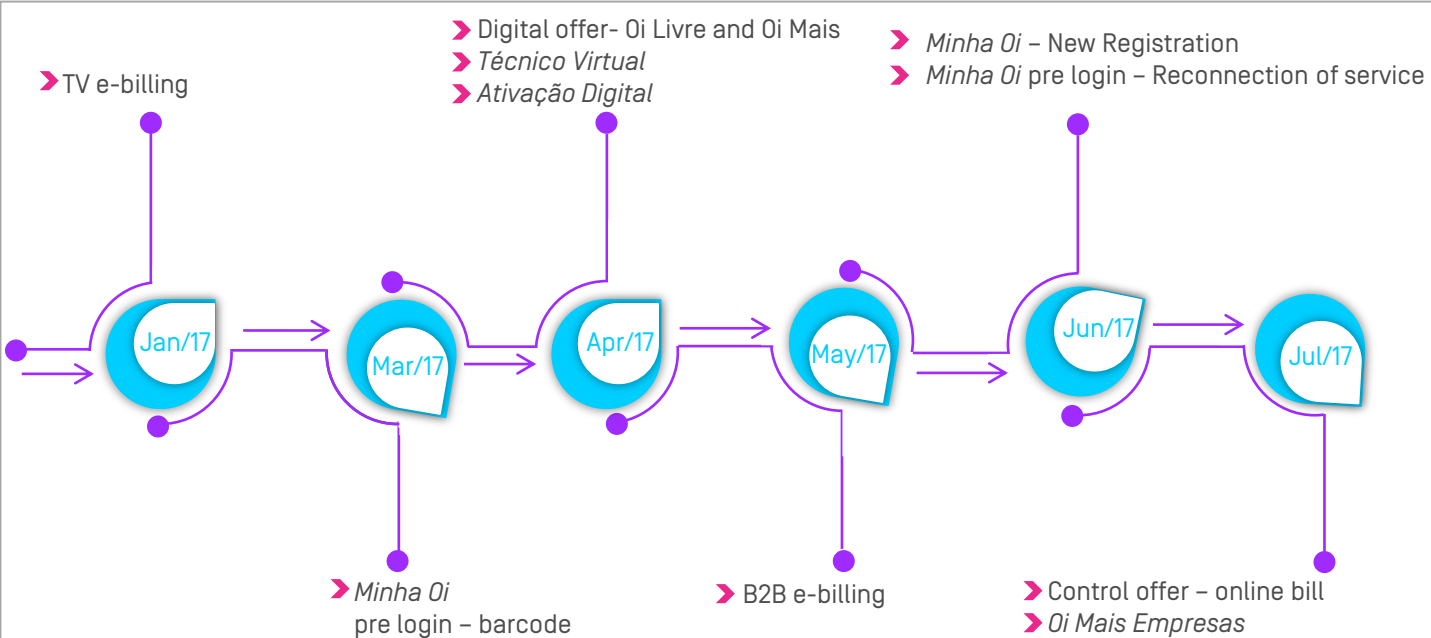 Digital offer- Oi Livre and Oi Mais
Técnico Virtual
Ativação Digital
Minha Oi – New Registration
Minha Oi pre login – Reconnection of service
TV e-billing
Jan/17
Mar/17
Apr/17
May/17
Jun/17
Jul/17
Minha Oi
pre login – barcode
B2B e-billing
Control offer – online bill
Oi Mais Empresas